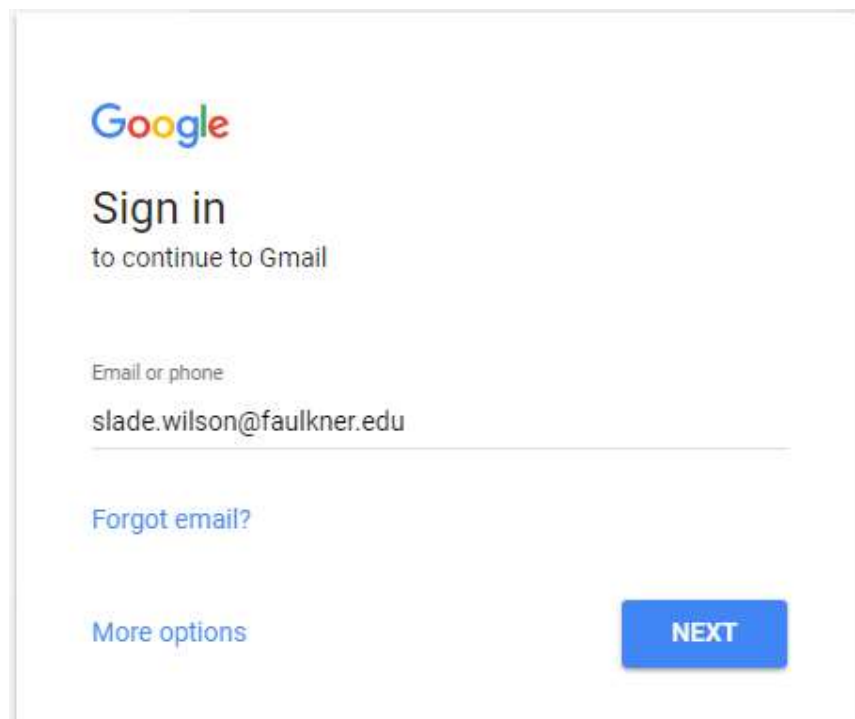 Google
Sign in
to continue to Gmail
Email or phone
slade.wilson@faulkner.edu
Forgot email?
More options
NEXT